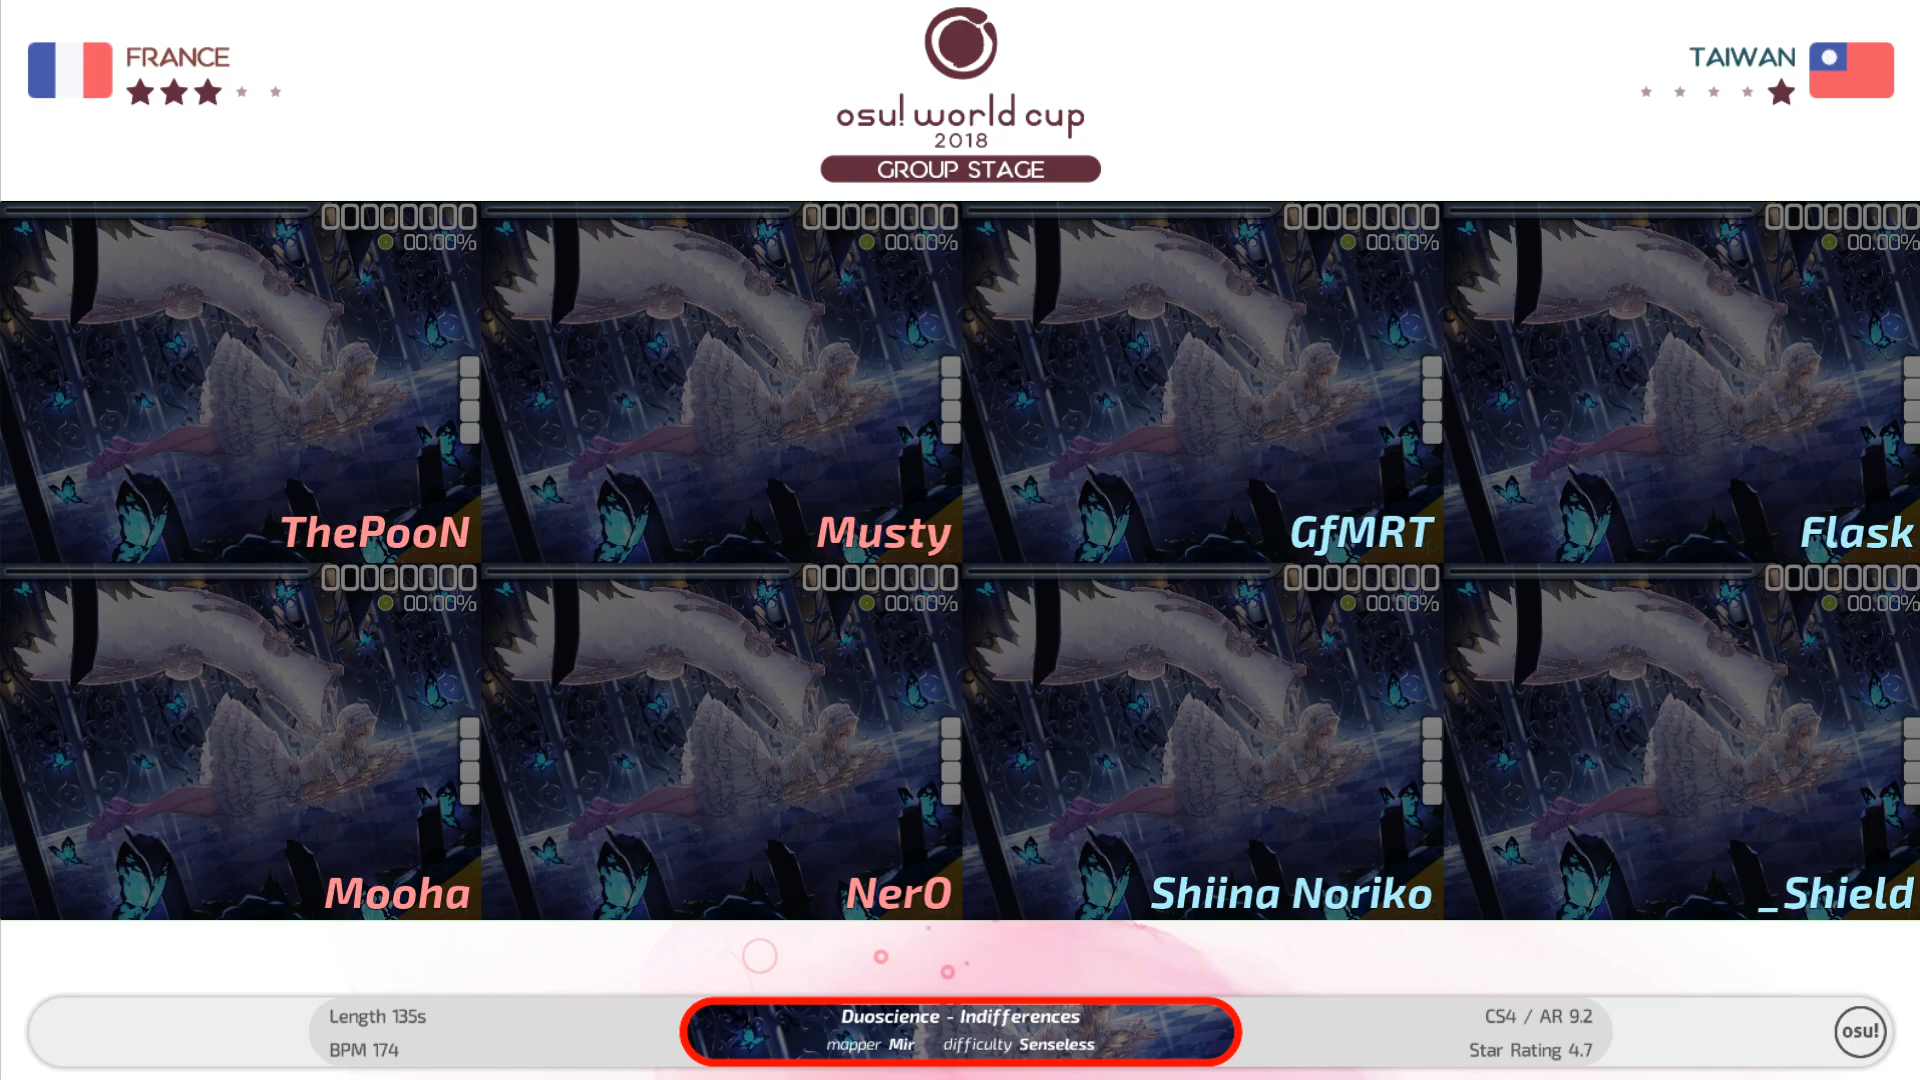 FRANCE
TAIWAN
osu! world cup
2018
GROUP STAGE
00000000
00.00%
00000000
00.00%
00000000
00.00%
00000000
00.00%
ThePooN
Musty
GfMRT
Flask
00000000
00.00%
00000000
00.00%
00000000
00.00%
00000000
00.00%
Mooha
NerO
Shiina Noriko
_Shield
Length 135s
BPM 174
Duoscience - Indifferences
mapper Mir difficulty Senseless
CS4 / AR 9.2
Star Rating 4.7
osu!